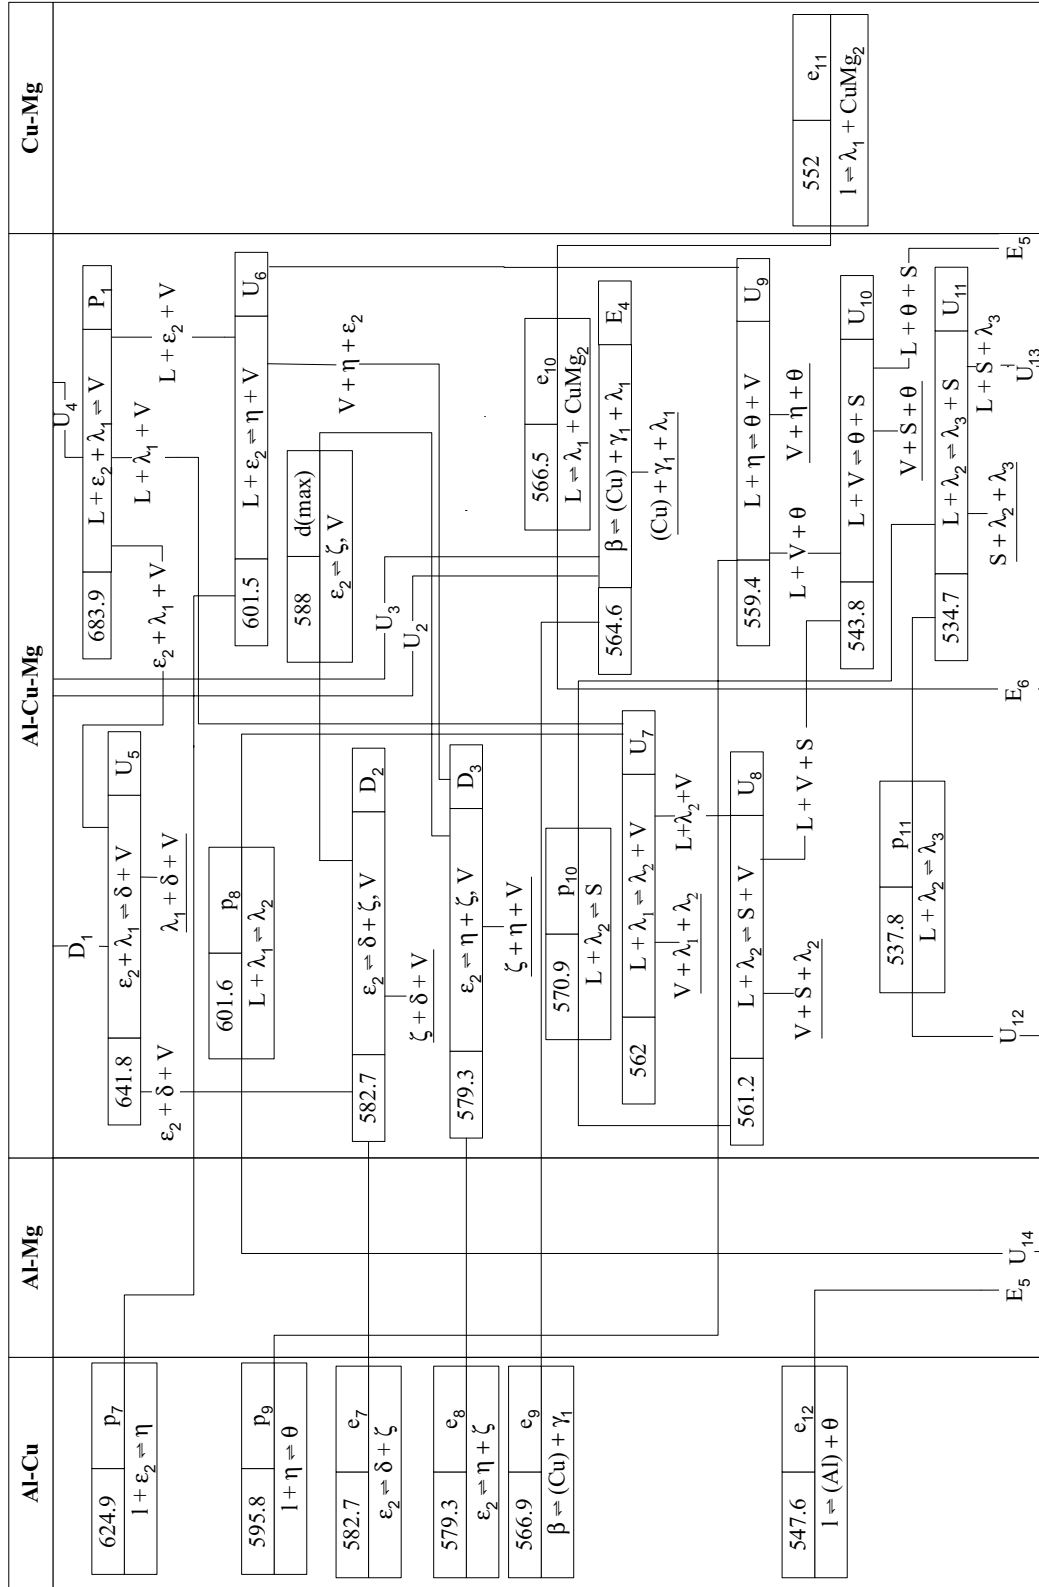 Al-Cu
Al-Mg
Al-Cu-Mg
Cu-Mg
624.9 p7
l + ε2 ⇌ η
595.8 p9
l + η ⇌ θ
582.7 e7
ε2 ⇌ δ + ζ
579.3 e8
ε2 ⇌ η + ζ
566.9 e9
β ⇌ (Cu) + γ1
547.6 e12
l ⇌ (Al) + θ
U14
E5
D1
U4
683.9 L + ε2 + λ1 ⇌ V P1
ε2 + λ1 + V
L + λ1 + V
L + ε2 + V
641.8 ε2 + λ1 ⇌ δ + V U5
ε2 + δ + V
λ1 + δ + V
601.6 p8
L + λ1 ⇌ λ2
601.5 L + ε2 ⇌ η + V U6
V + η + ε2
588 d(max)
ε2 ⇌ ζ, V
582.7 ε2 ⇌ δ + ζ, V D2
ζ + δ + V
U3
U2
579.3 ε2 ⇌ η + ζ, V D3
ζ + η + V
570.9 p10
L + λ2 ⇌ S
566.5 e10
L ⇌ λ1 + CuMg2
564.6 β ⇌ (Cu) + γ1 + λ1 E4
(Cu) + γ1 + λ1
562 L + λ1 ⇌ λ2 + V U7
V + λ1 + λ2
L+λ2+V
561.2 L + λ2 ⇌ S + V U8
V + S + λ2
L + V + S
559.4 L + η ⇌ θ + V U9
L + V + θ
V + η + θ
543.8 L + V ⇌ θ + S U10
V + S + θ
L + θ + S
537.8 p11
L + λ2 ⇌ λ3
534.7 L + λ2 ⇌ λ3 + S U11
S + λ2 + λ3
L + S + λ3
U12
E6
U13
E5
552 e11
l ⇌ λ1 + CuMg2